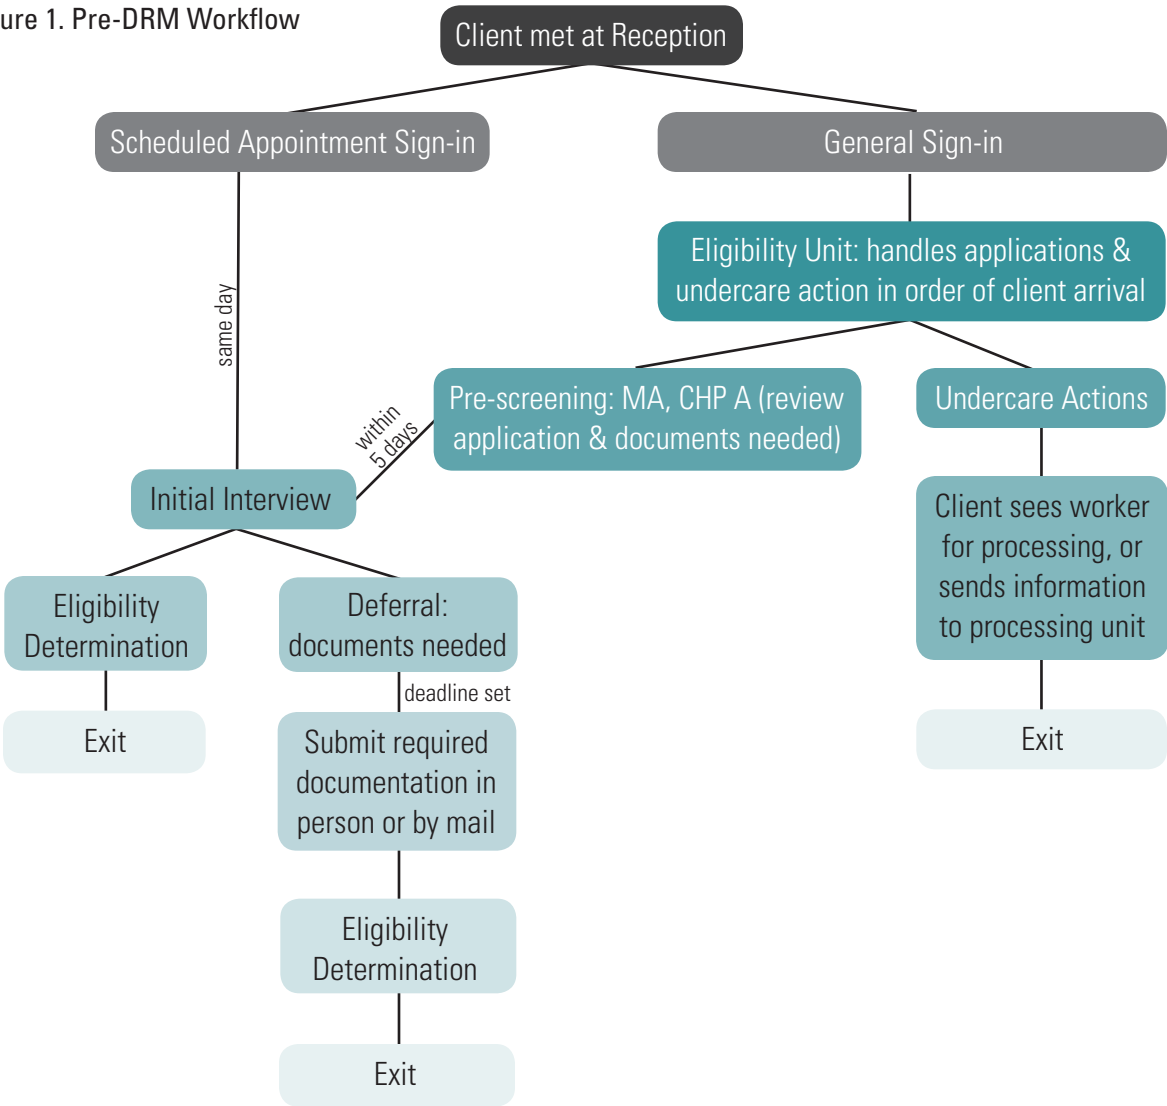 ure 1. Pre-DRM Workflow
Client met at Reception
Scheduled Appointment Sign-in
General Sign-in
Eligibility Unit: handles applications &
undercare action in order of client arrival
same day
within
5 days
Pre-screening: MA, CHP A (review
application & documents needed)
Undercare Actions
Initial Interview
Client sees worker
for processing, or
sends information
to processing unit
Eligibility
Determination
Deferral:
documents needed
deadline set
Exit
Submit required
documentation in
person or by mail
Exit
Eligibility
Determination
Exit